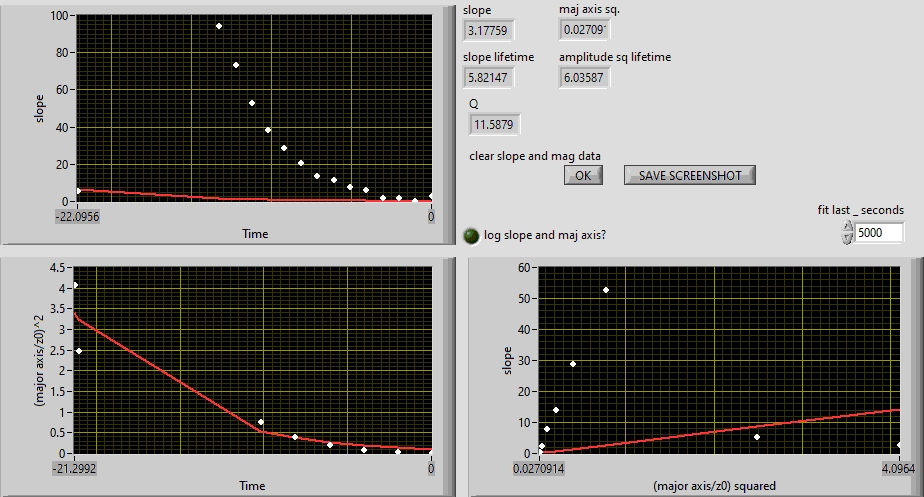 100
80
60
slope
40
20
0
-22.0956
0
Time
slope
maj axis sq.
3.17759
0.02709
slope lifetime
amplitude sq lifetime
5.82147
6.03587
Q
11.5879
clear slope and mag data
OK
SAVE SCREENSHOT
fit last _ seconds
log slope and maj axis?
5000
4.5
4
3.5
3
(major axis/z0)^2
2.5
2
1.5
1
0.5
0
-21.2992
0
Time
60
50
40
slope
30
20
10
0
0.0270914
4.0964
(major axis/z0) squared